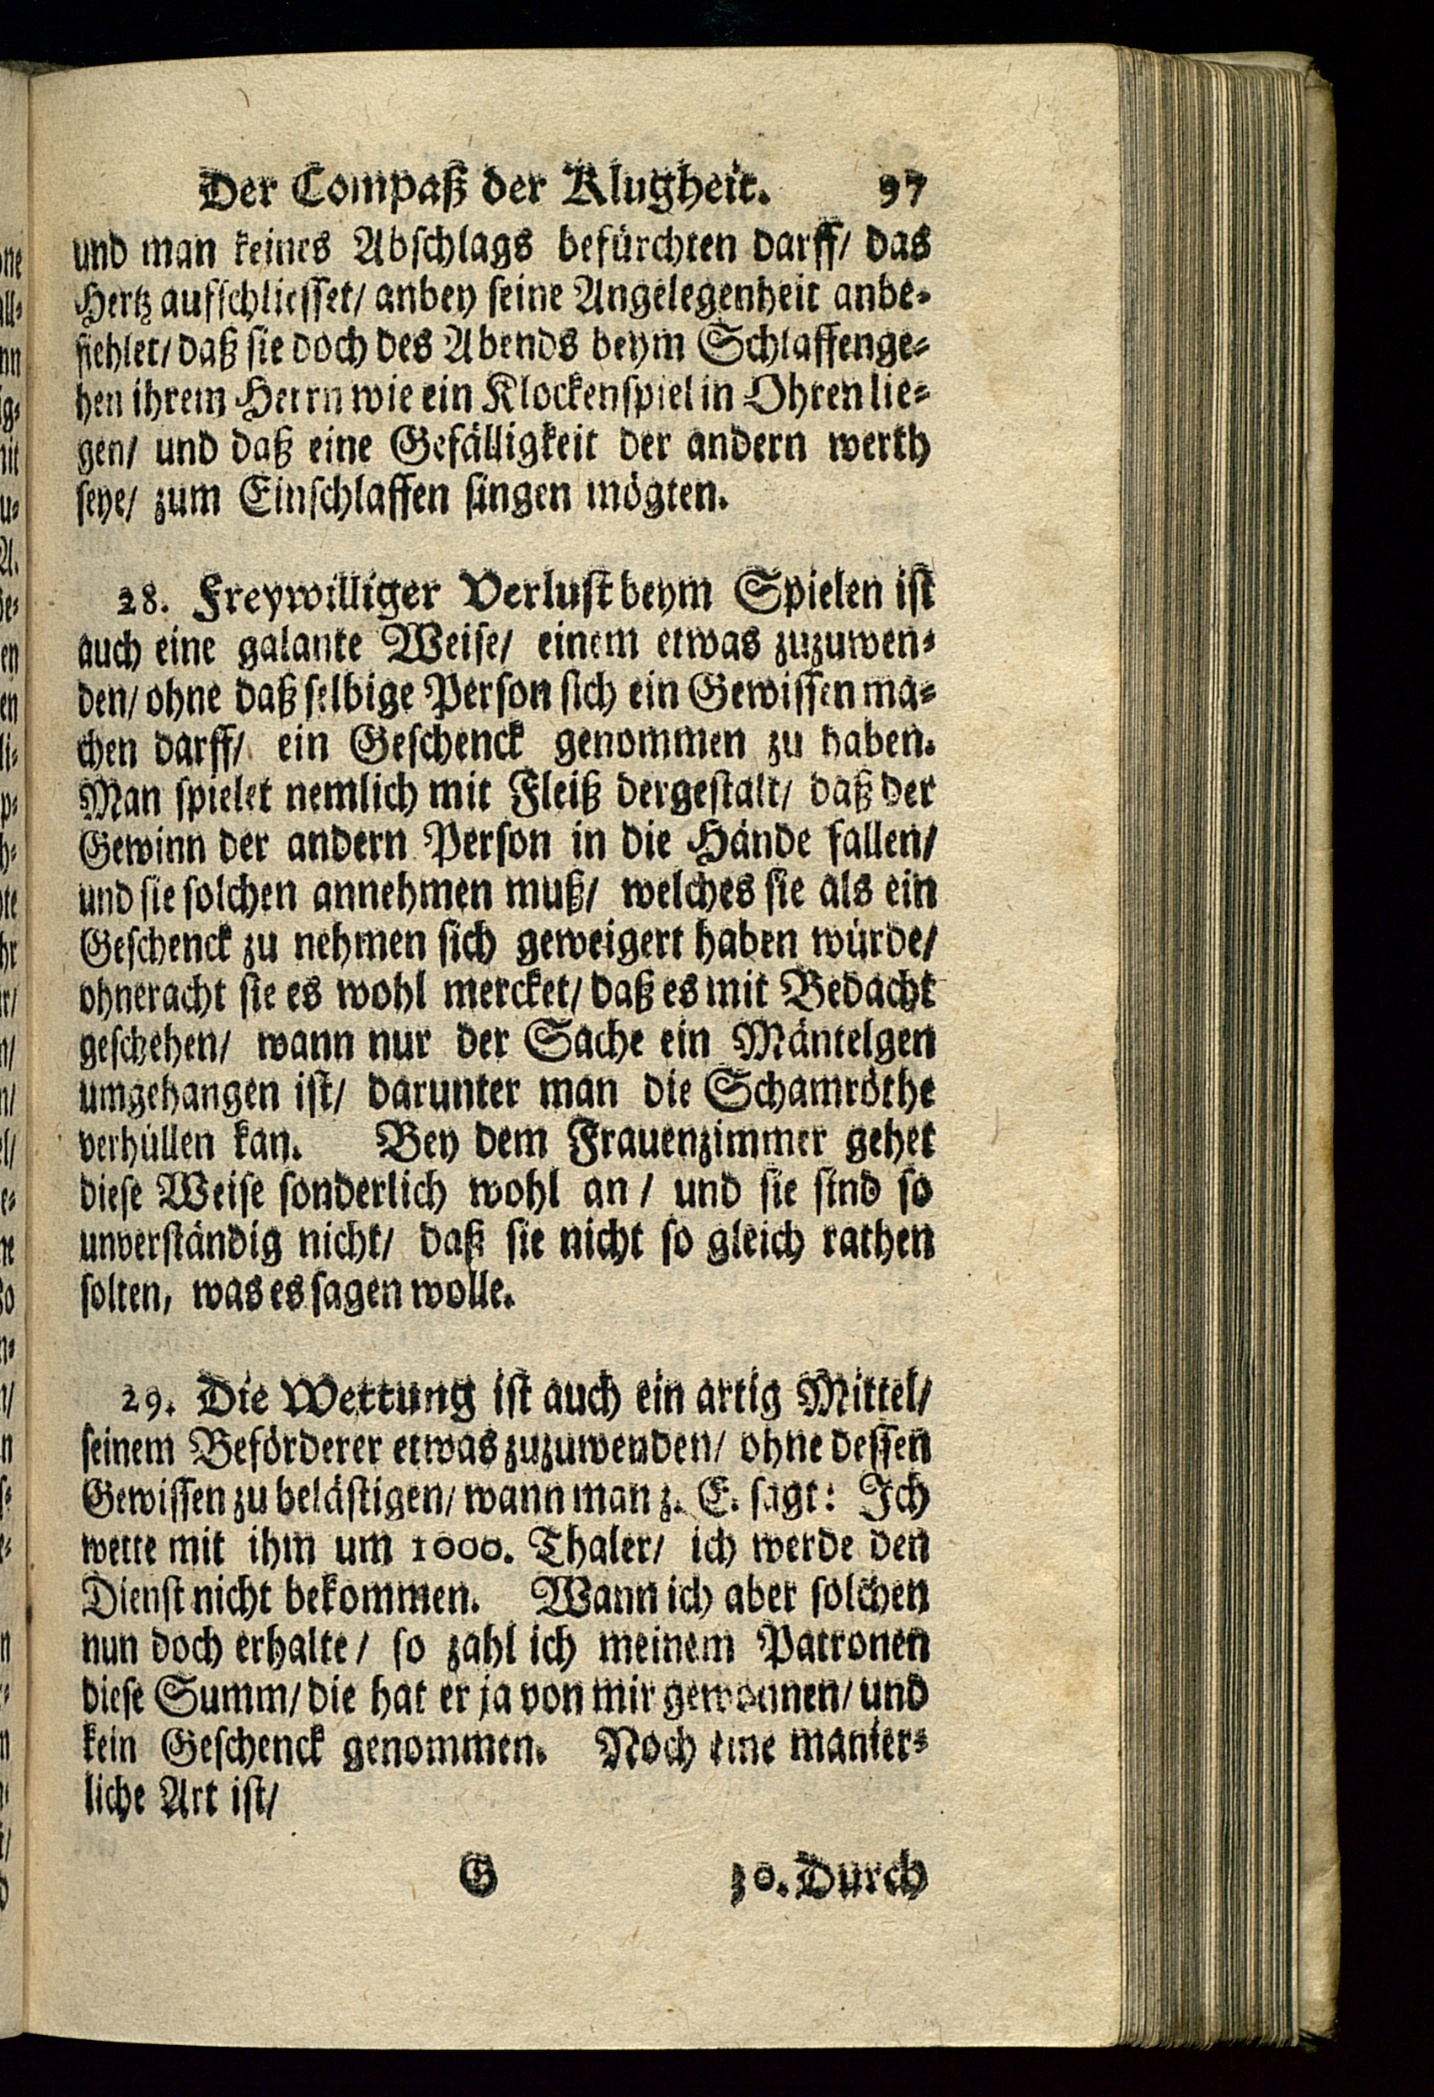 Der Compaß der Klugheit. 97
und man keines Abschlags befürchten darff/ das
Hertz aufschliesset/ anbey seine Angelegenheit anbe-
fiehlet/ daß sie doch des Abends beym Schlaffenge-
hen ihrem Herrn wie ein Klockenspiel in Ohren lie-
gen/ und daß eine Gefälligkeit der andern werth
seye/ zum Einschlaffen singen mögten.
28. Freywilliger Verlust beym Spielen ist
auch eine galante Weise/ einem etwas zuzuwen-
den/ ohne daß selbige Person sich ein Gewissen ma-
chen darff/ ein Geschenck genommen zu haben.
Man spielet nemlich mit Fleiß dergestalt/ daß der
Gewinn der andern Person in die Hände fallen/
und sie solchen annehmen muß/ welches sie als ein
Geschenck zu nehmen sich geweigert haben würde/
ohneracht sie es wohl mercket/ daß es mit Bedacht
geschehen/ wann nur der Sache ein Mäntelgen
umgehangen ist/ darunter man die Schamröthe
verhüllen kan. Bey dem Frauenzimmer gehet
diese Weise sonderlich wohl an / und sie sind so
unverständig nicht/ daß sie nicht so gleich rathen
solten, was es sagen wolle.
29. Die Wettung ist auch ein artig Mittel/
seinem Beförderer etwas zuzuwenden/ ohne dessen
Gewissen zu belästigen/ wann man z. E. sagt: Ich
wette mit ihm um 1000. Thaler/ ich werde den
Dienst nicht bekommen. Wann ich aber solchen
nun doch erhalte / so zahl ich meinem Patronen
diese Summ/ die hat er ja von mir gewonnen/ und
kein Geschenck genommen. Noch eine manier-
liche Art ist/
G 30. Durch